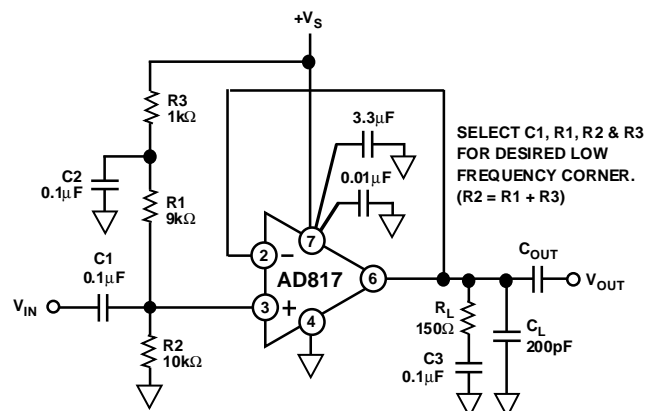 +VS
R3
1kΩ
3.3μF
SELECT C1, R1, R2 & R3
FOR DESIRED LOW
FREQUENCY CORNER.
(R2 = R1 + R3)
C2
0.1μF
R1
9kΩ
0.01μF
C1
0.1μF
2
–
7
AD817
6
COUT
VOUT
VIN
3
+
4
R2
10kΩ
RL
150Ω
CL
200pF
C3
0.1μF